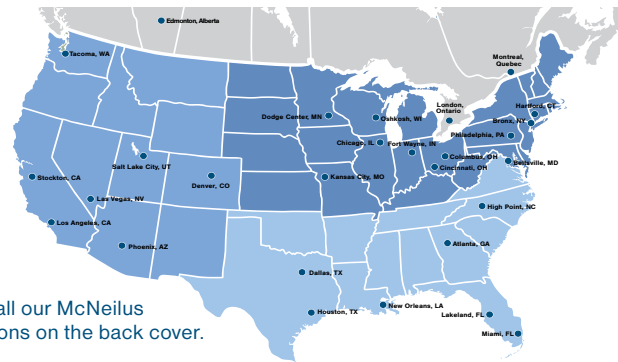 Edmonton, Alberta
Tacoma, WA
Montreal,
Quebec
London,
Ontario
Hartford, CT
Dodge Center, MN
Oshkosh, WI
Bronx, NY
Philadelphia, PA
Chicago, IL
Fort Wayne, IN
Columbus, OH
Beltsville, MD
Salt Lake City, UT
Cincinnati, OH
Stockton, CA
Denver, CO
Kansas City, MO
Las Vegas, NV
High Point, NC
Los Angeles, CA
Phoenix, AZ
Atlanta, GA
Dallas, TX
New Orleans, LA
Houston, TX
Lakeland, FL
Miami, FL
all our McNeilus
ons on the back cover.